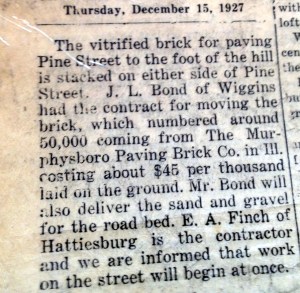 Thursday, December 15, 1927
The vitrified brick for paving
Pine Street to the foot of the hill
is stacked on either side of Pine
Street. J. L. Bond of Wiggins
had the contract for moving the
brick, which numbered around
50,000 coming from The Mur-
physboro Paving Brick Co. in Ill.
costing about $45 per thousand
laid on the ground. Mr. Bond will
also deliver the sand and gravel
for the road bed. E. A. Finch of
Hattiesburg is the contractor
and we are informed that work
on the street will begin at once.